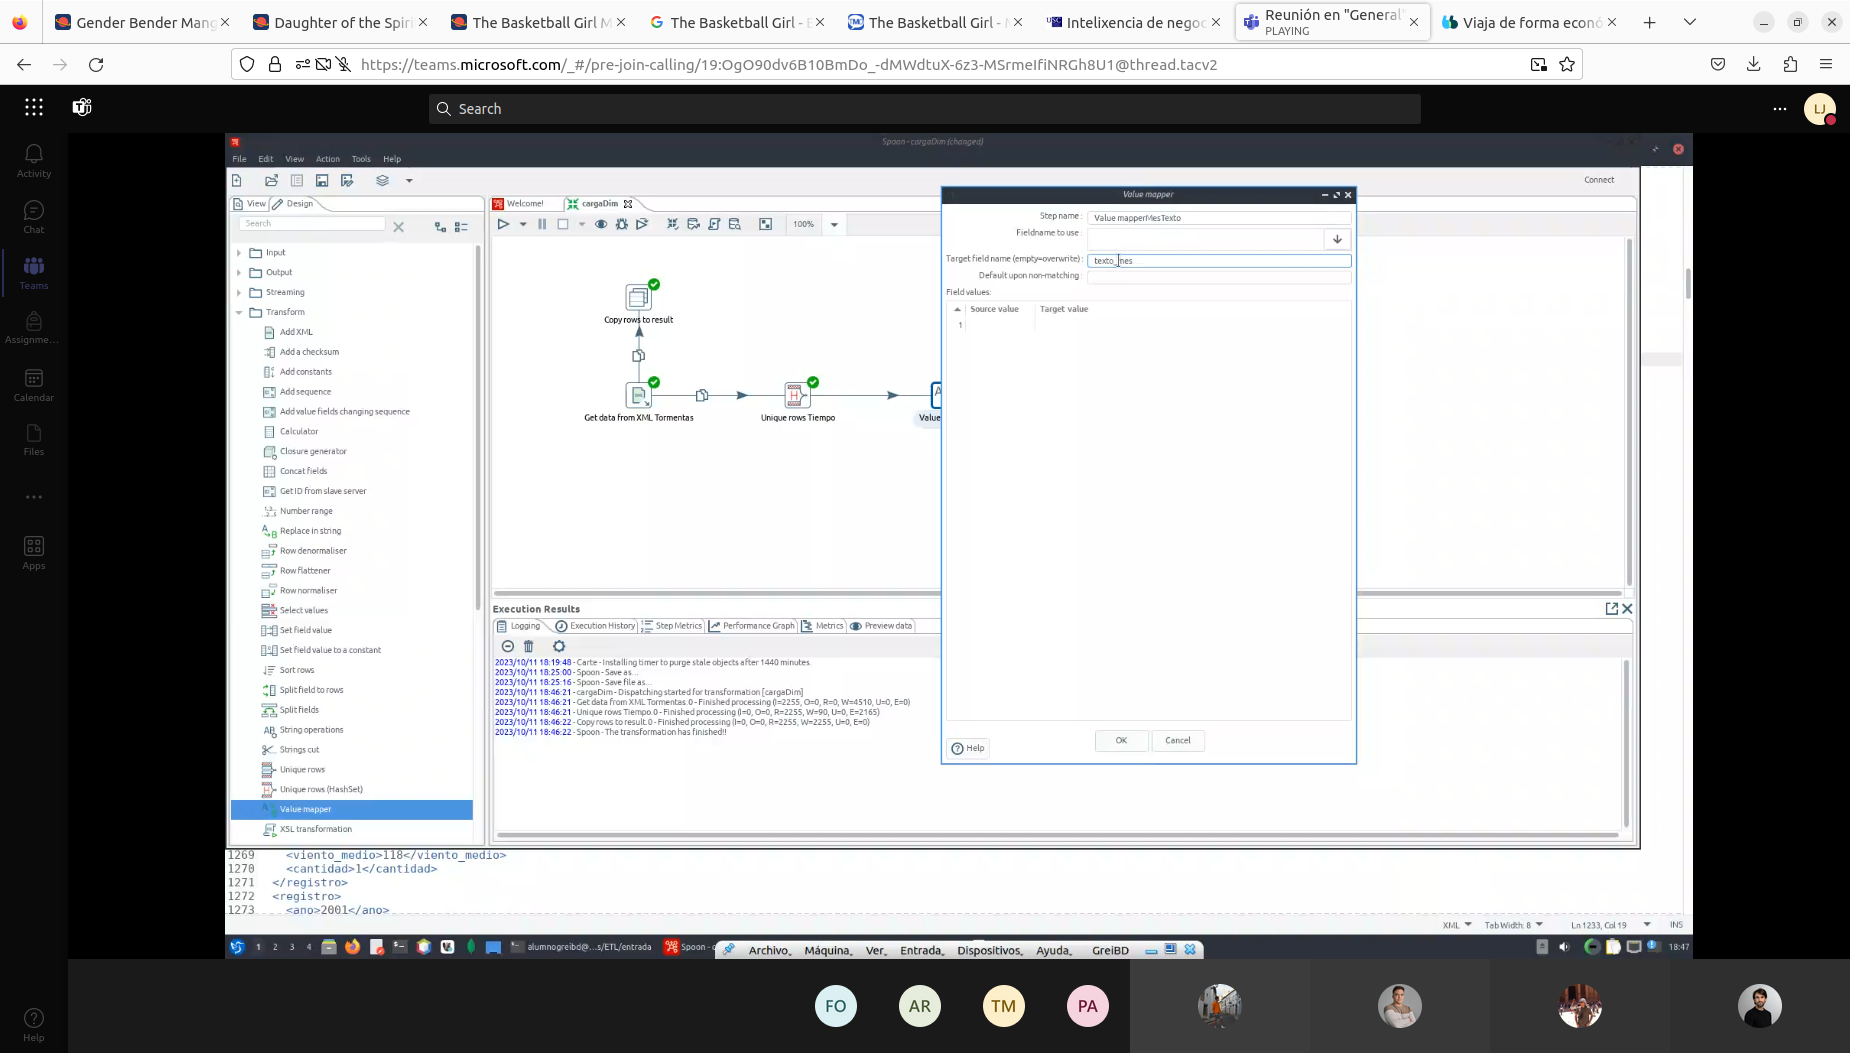 Gender Bender Mang
Daughter of the Spiri
The Basketball Girl M
The Basketball Girl - E
The Basketball Girl - M
Intelixencia de negoc
Reunión en "General"
PLAYING
Viaja de forma econó
https://teams.microsoft.com/_#/pre-join-calling/19:OgO90dv6B10BmDo_-dMWdtuX-6z3-MSrmeIfiNRGh8U1@thread.tacv2
Search
LJ
Activity
Chat
Teams
Assignme...
Calendar
Files
Apps
Help
Spoon - cargaDim (changed)
File Edit View Action Tools Help
Connect
View Design
Welcome! cargaDim
Search
100%
Input
Output
Streaming
Transform
Add XML
Add a checksum
Add constants
Add sequence
Add value fields changing sequence
Calculator
Closure generator
Concat fields
Get ID from slave server
Number range
Replace in string
Row denormaliser
Row flattener
Row normaliser
Select values
Set field value
Set field value to a constant
Sort rows
Split field to rows
Split fields
String operations
Strings cut
Unique rows
Unique rows (HashSet)
Value mapper
XSL transformation
Copy rows to result
Get data from XML Tormentas
Unique rows Tiempo
Value
Value mapper
Step name : Value mapperMesTexto
Fieldname to use :
Target field name (empty=overwrite) : texto_mes
Default upon non-matching :
Field values:
Source value Target value
1
Help
OK Cancel
Execution Results
Logging Execution History Step Metrics Performance Graph Metrics Preview data
2023/10/11 18:19:48 - Carte - Installing timer to purge stale objects after 1440 minutes.
2023/10/11 18:25:00 - Spoon - Save as...
2023/10/11 18:25:16 - Spoon - Save file as...
2023/10/11 18:46:21 - cargaDim - Dispatching started for transformation [cargaDim]
2023/10/11 18:46:21 - Get data from XML Tormentas.0 - Finished processing (I=2255, O=0, R=0, W=4510, U=0, E=0)
2023/10/11 18:46:21 - Unique rows Tiempo.0 - Finished processing (I=0, O=0, R=2255, W=90, U=0, E=2165)
2023/10/11 18:46:22 - Copy rows to result.0 - Finished processing (I=0, O=0, R=2255, W=2255, U=0, E=0)
2023/10/11 18:46:22 - Spoon - The transformation has finished!!
1269 <viento_medio>118</viento_medio>
1270 <cantidad>1</cantidad>
1271 </registro>
1272 <registro>
1273 <ano>2001</ano>
XML Tab Width: 8 Ln 1233, Col 19 INS
1 2 3 4 alumnogreibd@...s/ETL/entrada Spoon - c
Archivo Máquina Ver Entrada Dispositivos Ayuda GreiBD
18:47
FO AR TM PA